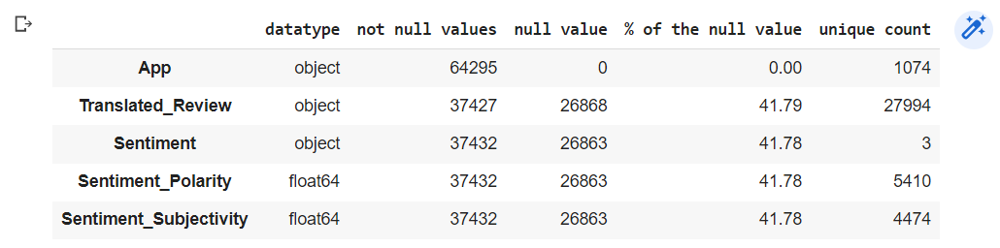 datatype not null values null value % of the null value unique count
App object 64295 0 0.00 1074
Translated_Review object 37427 26868 41.79 27994
Sentiment object 37432 26863 41.78 3
Sentiment_Polarity float64 37432 26863 41.78 5410
Sentiment_Subjectivity float64 37432 26863 41.78 4474